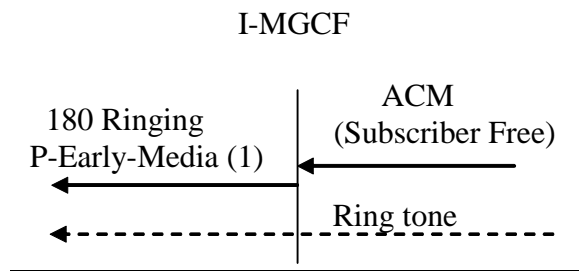 I-MGCF
ACM
(Subscriber Free)
180 Ringing
P-Early-Media (1)
Ring tone